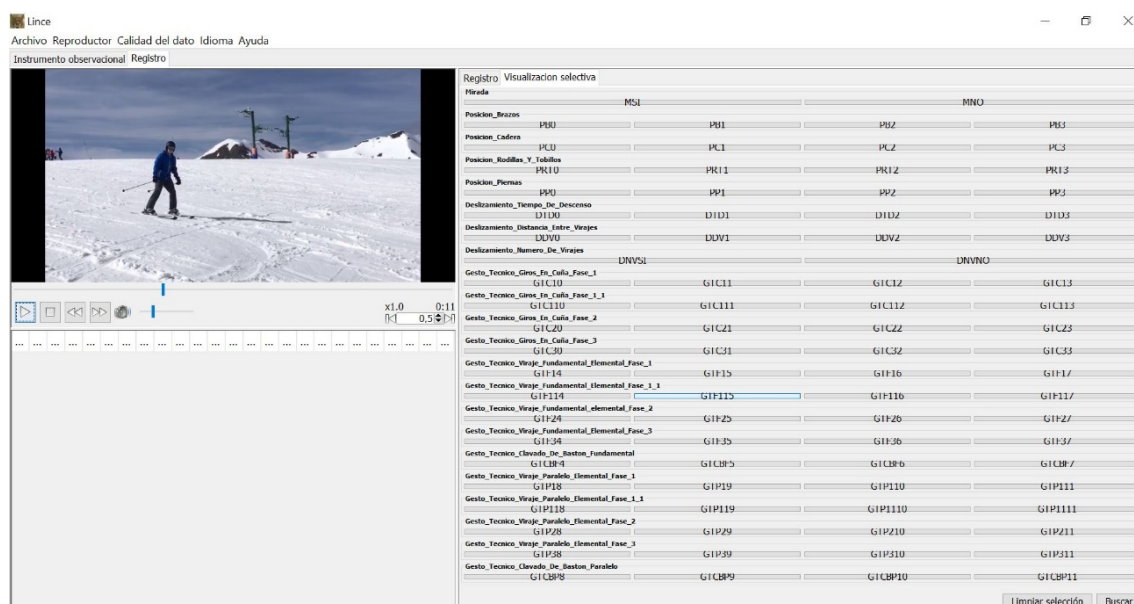 Lince
Archivo Reproductor Calidad del dato Idioma Ayuda
Instrumento observacional Registro
Registro Visualizacion selectiva
Mirada
MSI MNO
Posicion_Brazos
PB0 PB1 PB2 PB3
Posicion_Cadera
PC0 PC1 PC2 PC3
Posicion_Rodillas_Y_Tobillos
PRT0 PRT1 PRT2 PRT3
Posicion_Piernas
PP0 PP1 PP2 PP3
Deslizamiento_Tiempo_De_Descenso
DTD0 DTD1 DTD2 DTD3
Deslizamiento_Distancia_Entre_Virajes
DDV0 DDV1 DDV2 DDV3
Deslizamiento_Numero_De_Virajes
DNVSI DNVNO
Gesto_Tecnico_Giros_En_Cuña_Fase_1
GTC10 GTC11 GTC12 GTC13
Gesto_Tecnico_Giros_En_Cuña_Fase_1_1
GTC110 GTC111 GTC112 GTC113
Gesto_Tecnico_Giros_En_Cuña_Fase_2
GTC20 GTC21 GTC22 GTC23
Gesto_Tecnico_Giros_En_Cuña_Fase_3
GTC30 GTC31 GTC32 GTC33
Gesto_Tecnico_Viraje_Fundamental_Elemental_Fase_1
GTF14 GTF15 GTF16 GTF17
Gesto_Tecnico_Viraje_Fundamental_Elemental_Fase_1_1
GTF114 GTF115 GTF116 GTF117
Gesto_Tecnico_Viraje_Fundamental_elemental_Fase_2
GTF24 GTF25 GTF26 GTF27
Gesto_Tecnico_Viraje_Fundamental_Elemental_Fase_3
GTF34 GTF35 GTF36 GTF37
Gesto_Tecnico_Clavado_De_Baston_Fundamental
GTCBF4 GTCBF5 GTCBF6 GTCBF7
Gesto_Tecnico_Viraje_Paralelo_Elemental_Fase_1
GTP18 GTP19 GTP110 GTP111
Gesto_Tecnico_Viraje_Paralelo_Elemental_Fase_1_1
GTP118 GTP119 GTP1110 GTP1111
Gesto_Tecnico_Viraje_Paralelo_Elemental_Fase_2
GTP28 GTP29 GTP210 GTP211
Gesto_Tecnico_Viraje_Paralelo_Elemental_Fase_3
GTP38 GTP39 GTP310 GTP311
Gesto_Tecnico_Clavado_De_Baston_Paralelo
GTCBP8 GTCBP9 GTCBP10 GTCBP11
Limpiar selección Buscar
x1.0 0:11
0,5
... ... ... ... ... ... ... ... ... ... ... ... ... ... ... ... ... ... ...